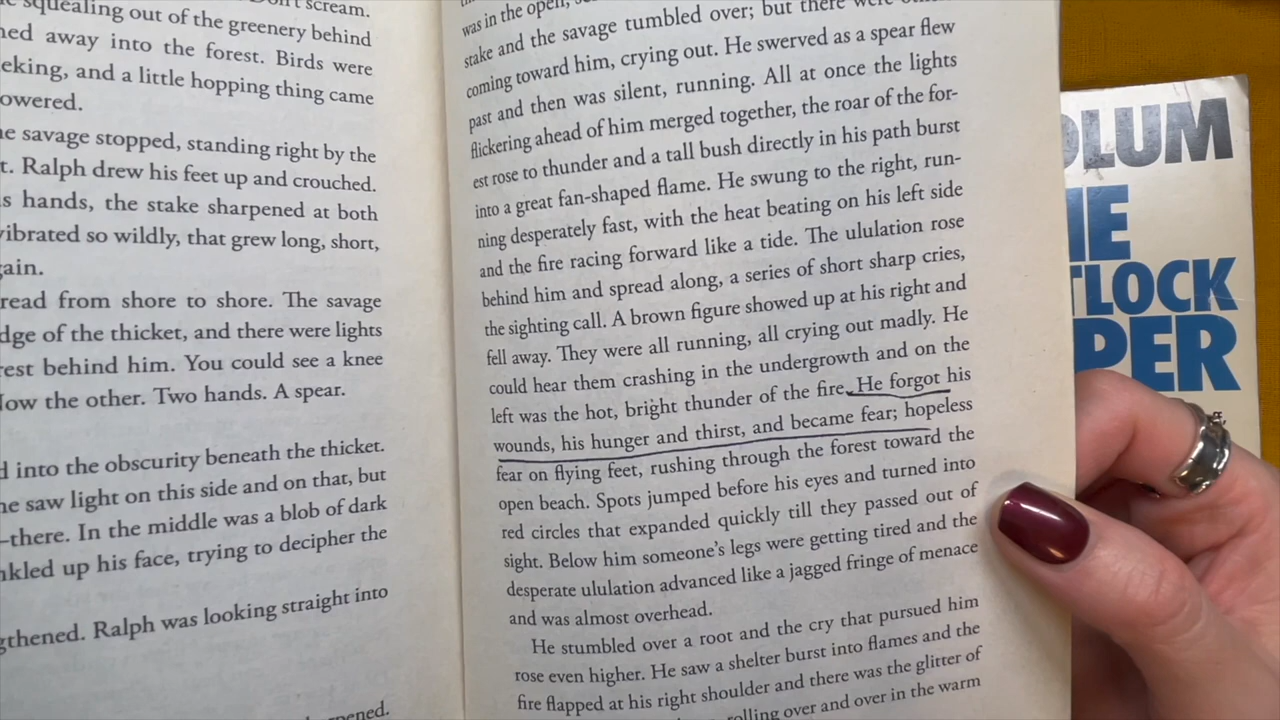 scream.
squealing out of the greenery behind
ned away into the forest. Birds were
eking, and a little hopping thing came
owered.
e savage stopped, standing right by the
t. Ralph drew his feet up and crouched.
s hands, the stake sharpened at both
vibrated so wildly, that grew long, short,
ain.
read from shore to shore. The savage
dge of the thicket, and there were lights
rest behind him. You could see a knee
Now the other. Two hands. A spear.
d into the obscurity beneath the thicket.
he saw light on this side and on that, but
—there. In the middle was a blob of dark
nkled up his face, trying to decipher the
gthened. Ralph was looking straight into
pened.
was in the open,
stake and the savage tumbled over; but there were
coming toward him, crying out. He swerved as a spear flew
past and then was silent, running. All at once the lights
flickering ahead of him merged together, the roar of the for-
est rose to thunder and a tall bush directly in his path burst
into a great fan-shaped flame. He swung to the right, run-
ning desperately fast, with the heat beating on his left side
and the fire racing forward like a tide. The ululation rose
behind him and spread along, a series of short sharp cries,
the sighting call. A brown figure showed up at his right and
fell away. They were all running, all crying out madly. He
could hear them crashing in the undergrowth and on the
left was the hot, bright thunder of the fire. He forgot his
wounds, his hunger and thirst, and became fear; hopeless
fear on flying feet, rushing through the forest toward the
open beach. Spots jumped before his eyes and turned into
red circles that expanded quickly till they passed out of
sight. Below him someone's legs were getting tired and the
desperate ululation advanced like a jagged fringe of menace
and was almost overhead.
He stumbled over a root and the cry that pursued him
rose even higher. He saw a shelter burst into flames and the
fire flapped at his right shoulder and there was the glitter of
rolling over and over in the warm
DLUM
HE
TLOCK
PER